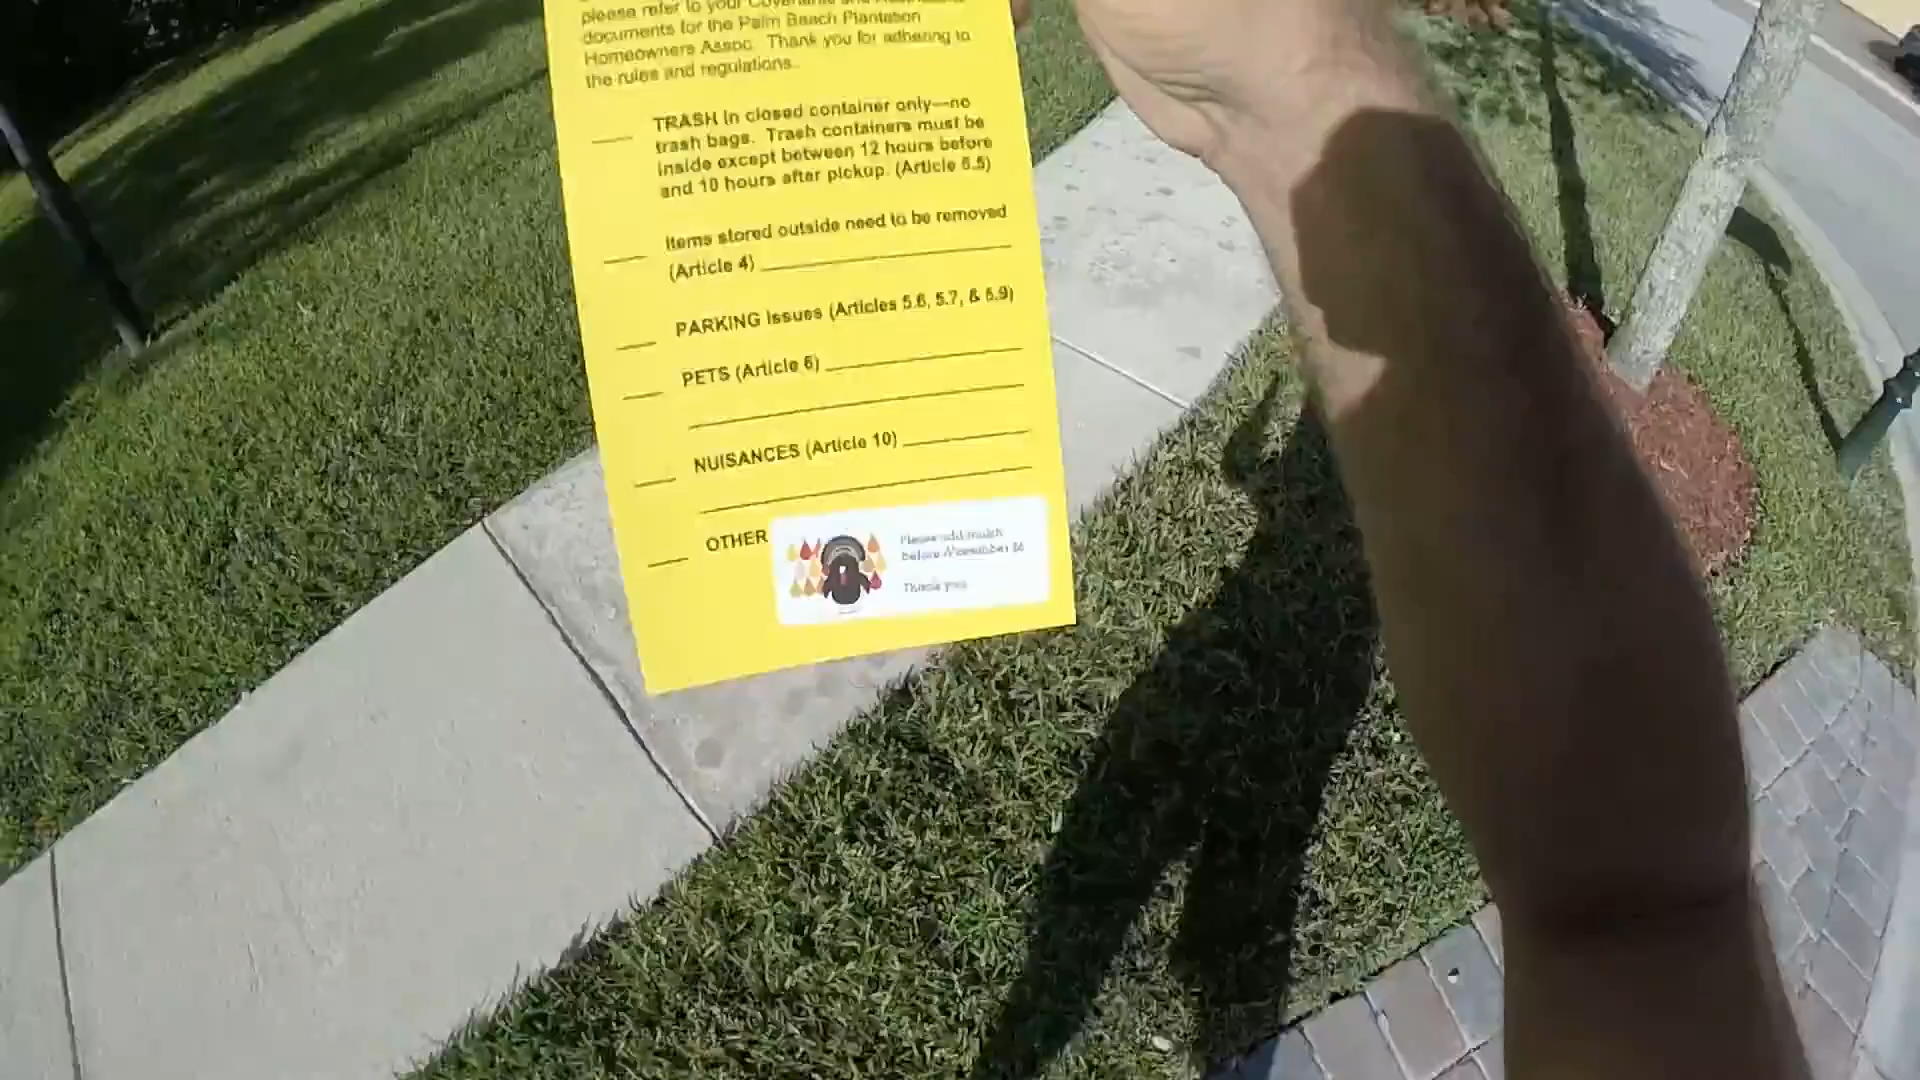 please refer to your Covenants and
documents for the Palm Beach Plantation
Homeowners Assoc. Thank you for adhering to
the rules and regulations.
TRASH in closed container only—no
trash bags. Trash containers must be
inside except between 12 hours before
and 10 hours after pickup. (Article 5.5)
Items stored outside need to be removed
(Article 4)
PARKING Issues (Articles 5.6, 5.7, & 5.9)
PETS (Article 6)
NUISANCES (Article 10)
OTHER
Please add mulch
before November
Thank you